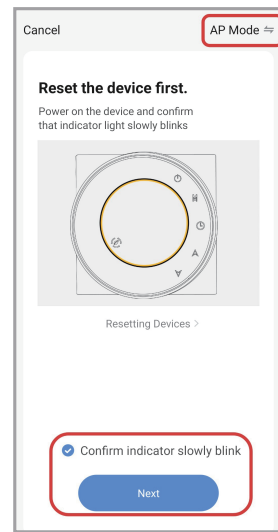 Cancel
AP Mode
Reset the device first.
Power on the device and confirm
that indicator light slowly blinks
Resetting Devices >
Confirm indicator slowly blink
Next